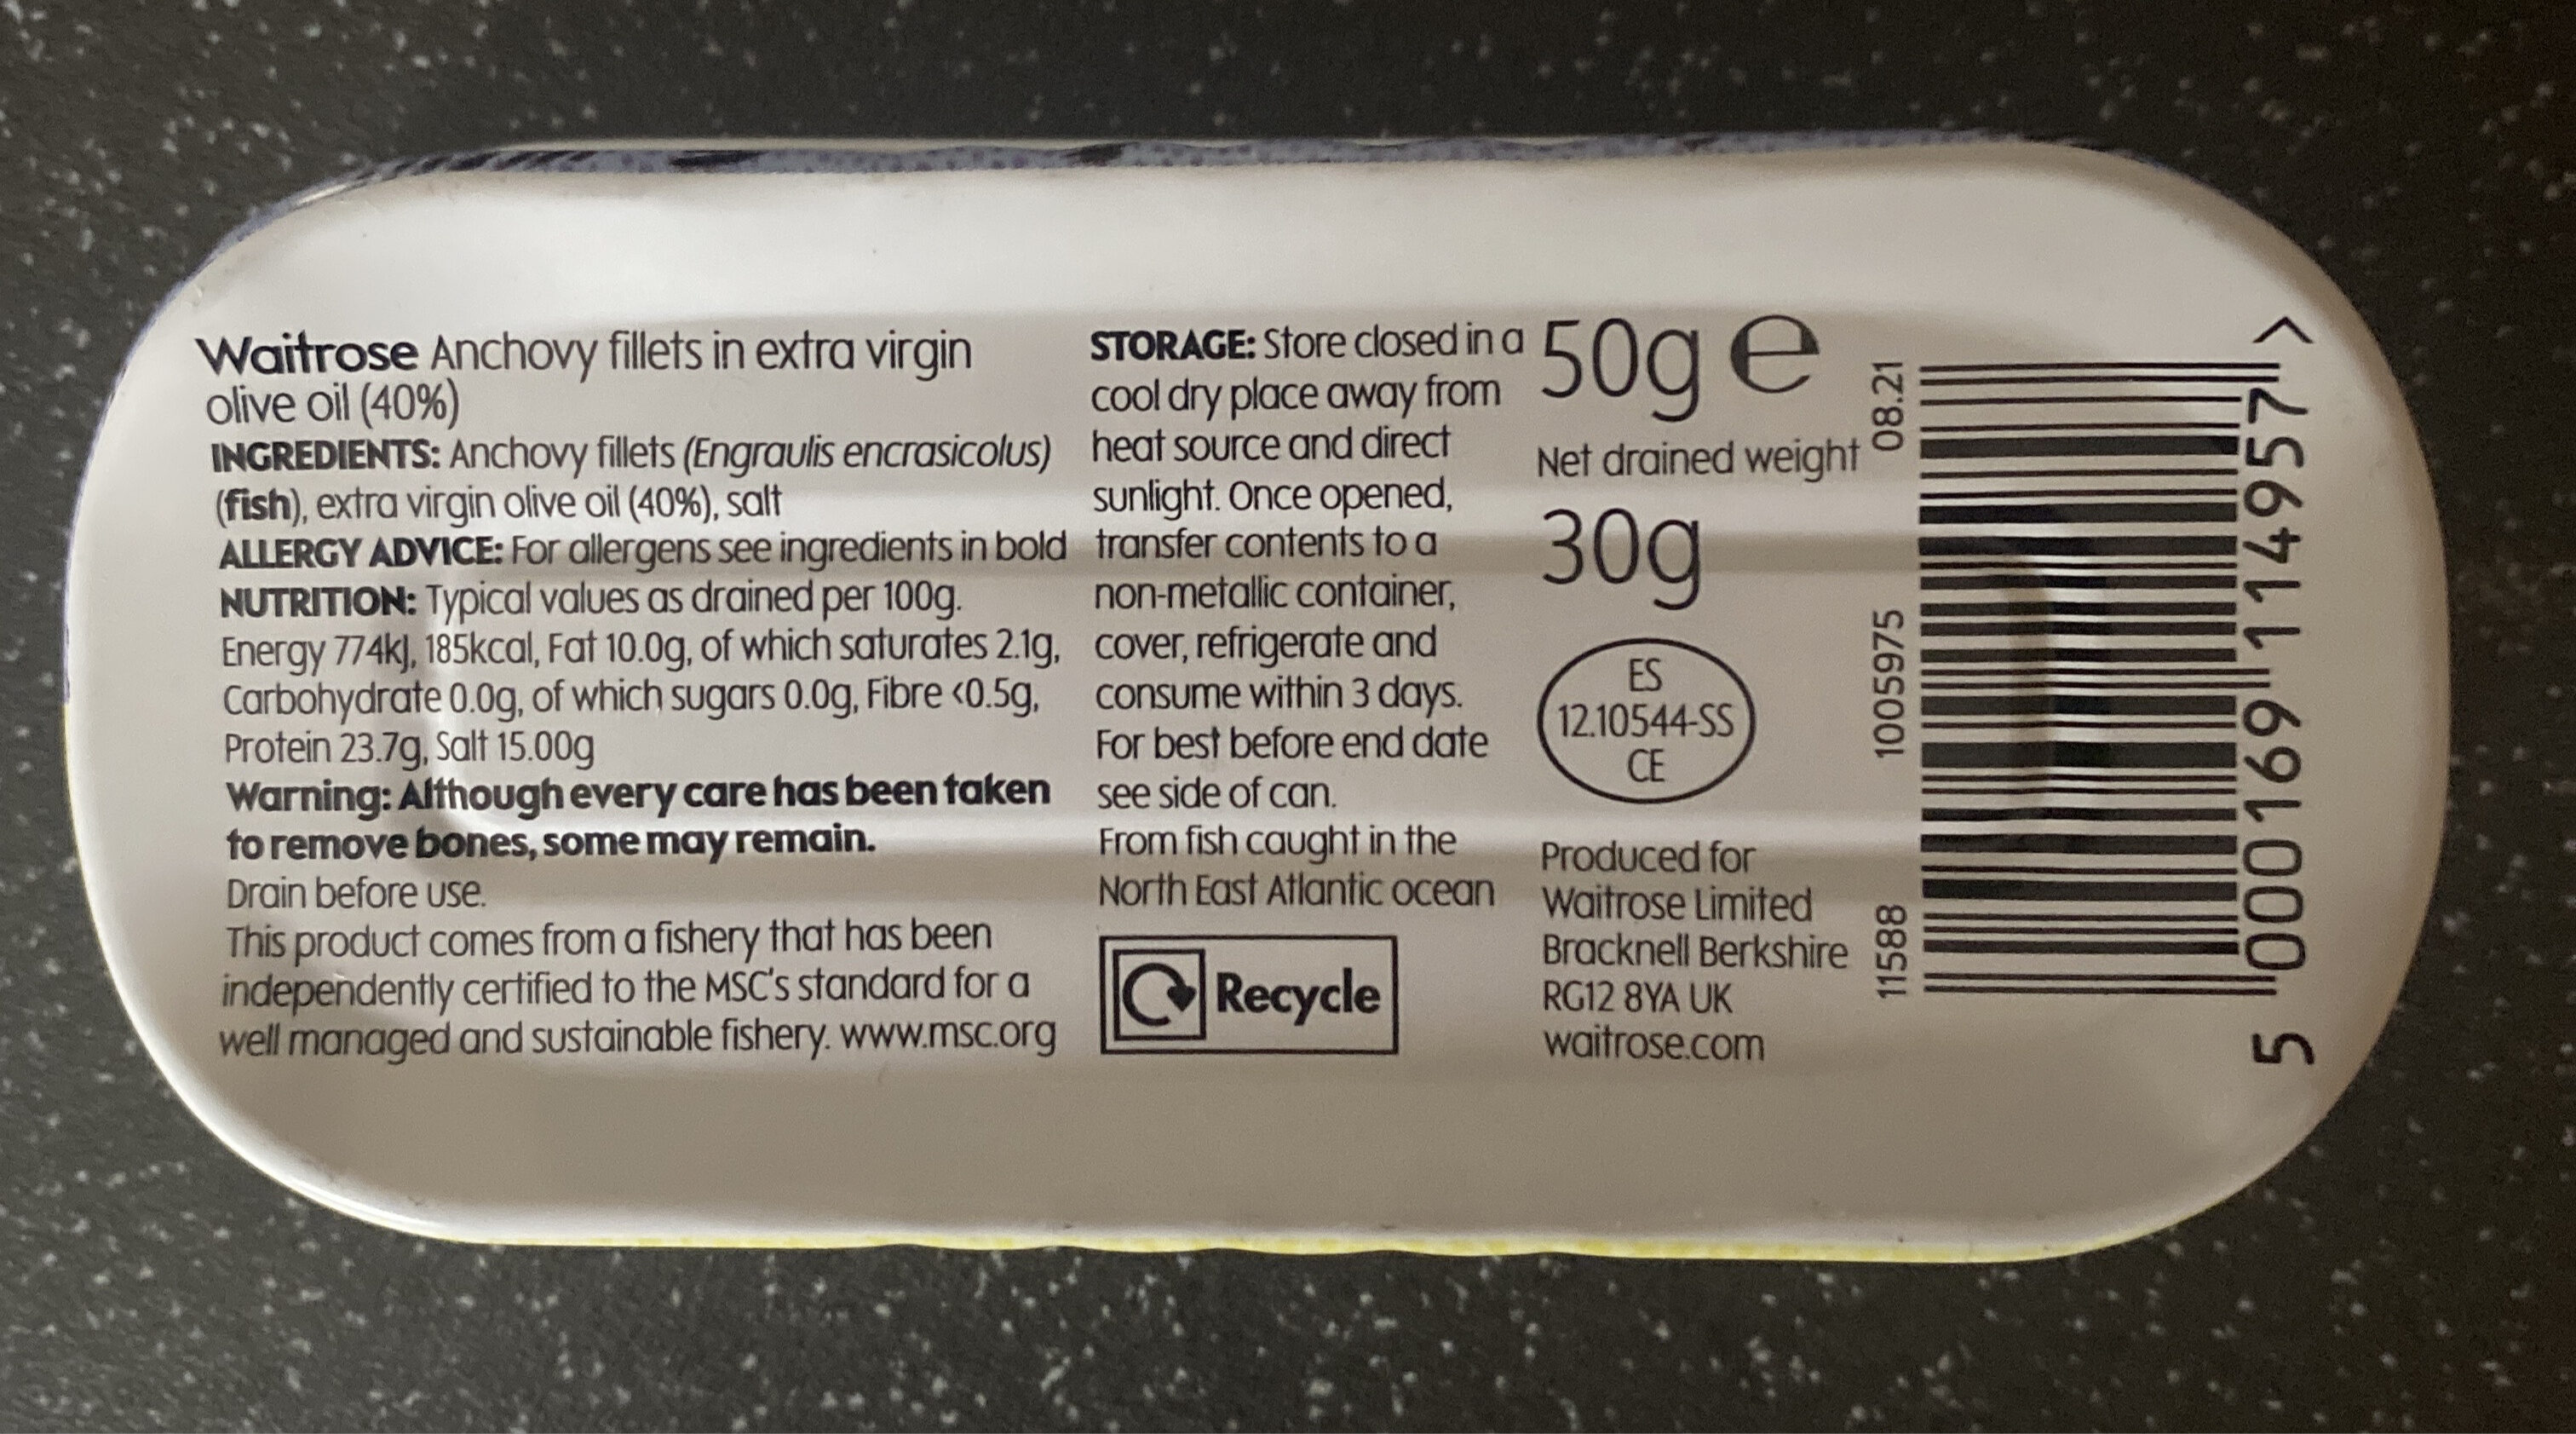 Waitrose Anchovy fillets in extra virgin
olive oil (40%)
INGREDIENTS: Anchovy fillets (Engraulis encrasicolus)
(fish), extra virgin olive oil (40%), salt
ALLERGY ADVICE: For allergens see ingredients in bold
NUTRITION: Typical values as drained per 100g.
Energy 774kJ, 185kcal, Fat 10.0g, of which saturates 2.1g,
Carbohydrate 0.0g, of which sugars 0.0g, Fibre <0.5g,
Protein 23.7g, Salt 15.00g
Warning: Although every care has been taken
to remove bones, some may remain.
Drain before use.
This product comes from a fishery that has been
independently certified to the MSC's standard for a
well managed and sustainable fishery. www.msc.org
STORAGE: Store closed in a
cool dry place away from
heat source and direct
sunlight. Once opened,
transfer contents to a
non-metallic container,
cover, refrigerate and
consume within 3 days.
For best before end date
see side of can.
From fish caught in the
North East Atlantic ocean
Recycle
50g e
Net drained weight
30g
ES
12.10544-SS
CE
Produced for
Waitrose Limited
Bracknell Berkshire
RG12 8YA UK
waitrose.com
11588 1005975 08.21
5 000169 114957 >